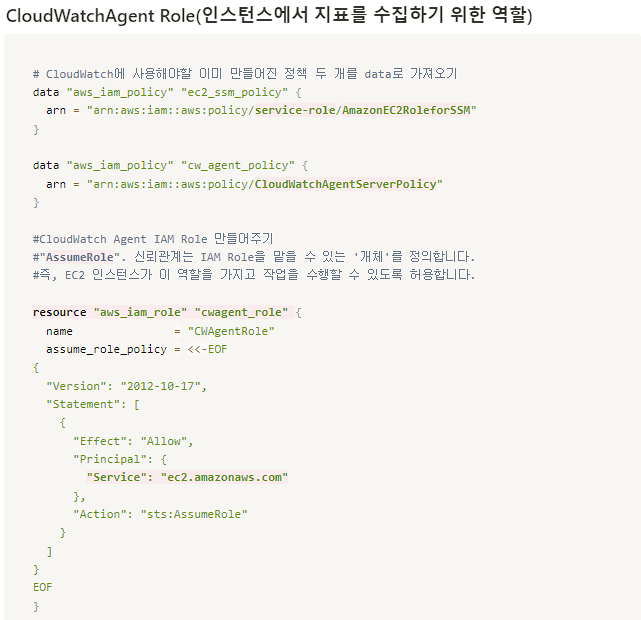 CloudWatchAgent Role(인스턴스에서 지표를 수집하기 위한 역할)
# CloudWatch에 사용해야할 이미 만들어진 정책 두 개를 data로 가져오기
data "aws_iam_policy" "ec2_ssm_policy" {
  arn = "arn:aws:iam::aws:policy/service-role/AmazonEC2RoleforSSM"
}
data "aws_iam_policy" "cw_agent_policy" {
  arn = "arn:aws:iam::aws:policy/CloudWatchAgentServerPolicy"
}
#CloudWatch Agent IAM Role 만들어주기
#"AssumeRole". 신뢰관계는 IAM Role을 맡을 수 있는 '개체'를 정의합니다.
#즉, EC2 인스턴스가 이 역할을 가지고 작업을 수행할 수 있도록 허용합니다.
resource "aws_iam_role" "cwagent_role" {
  name               = "CWAgentRole"
  assume_role_policy = <<-EOF
{
  "Version": "2012-10-17",
  "Statement": [
    {
      "Effect": "Allow",
      "Principal": {
        "Service": "ec2.amazonaws.com"
      },
      "Action": "sts:AssumeRole"
    }
  ]
}
EOF
}